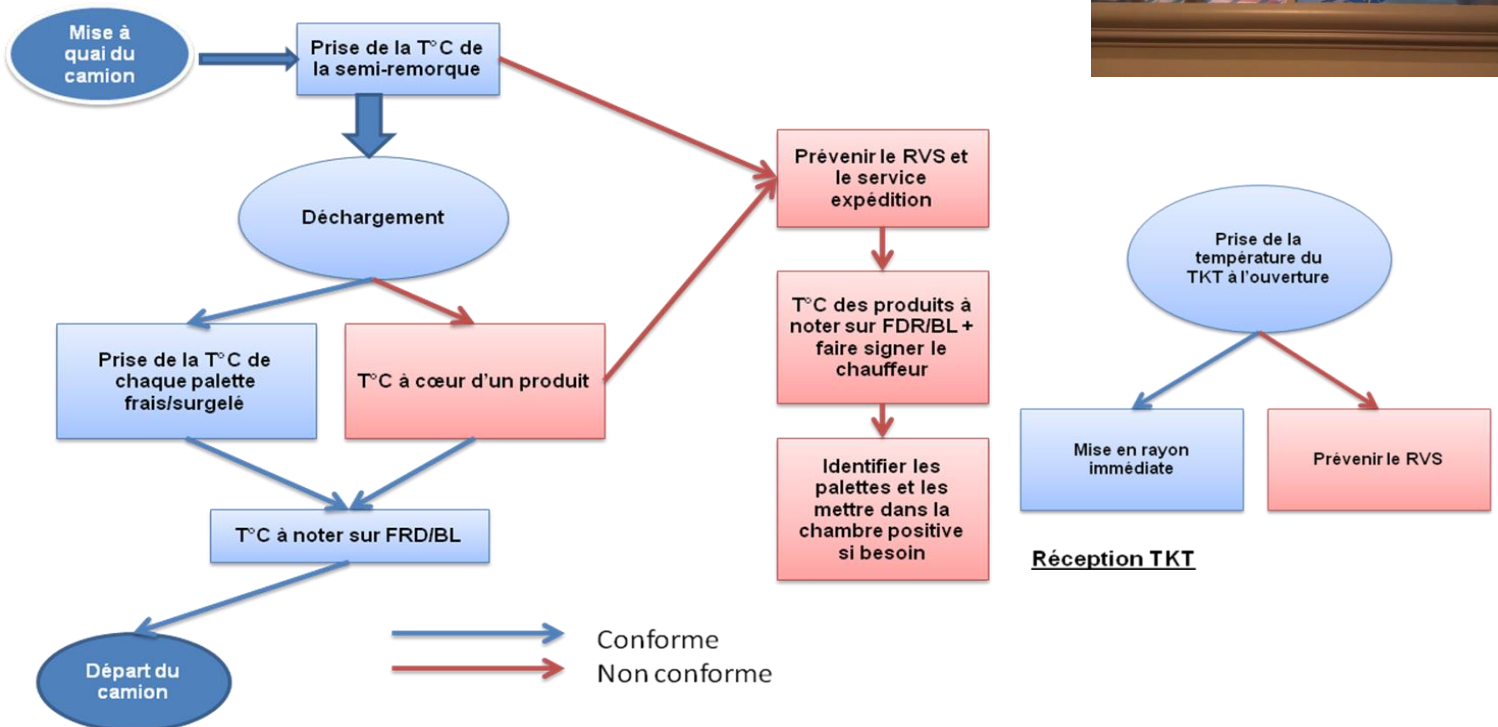 Mise à
quai du
camion
Prise de la T°C de
la semi-remorque
Déchargement
Prise de la T°C de
chaque palette
frais/surgelé
T°C à cœur d'un produit
T°C à noter sur FRD/BL
Départ du
camion
Prévenir le RVS et
le service
expédition
T°C des produits à
noter sur FDR/BL +
faire signer le
chauffeur
Identifier les
palettes et les
mettre dans la
chambre positive
si besoin
Conforme
Non conforme
Prise de la
température du
TKT à l'ouverture
Mise en rayon
immédiate
Prévenir le RVS
Réception TKT